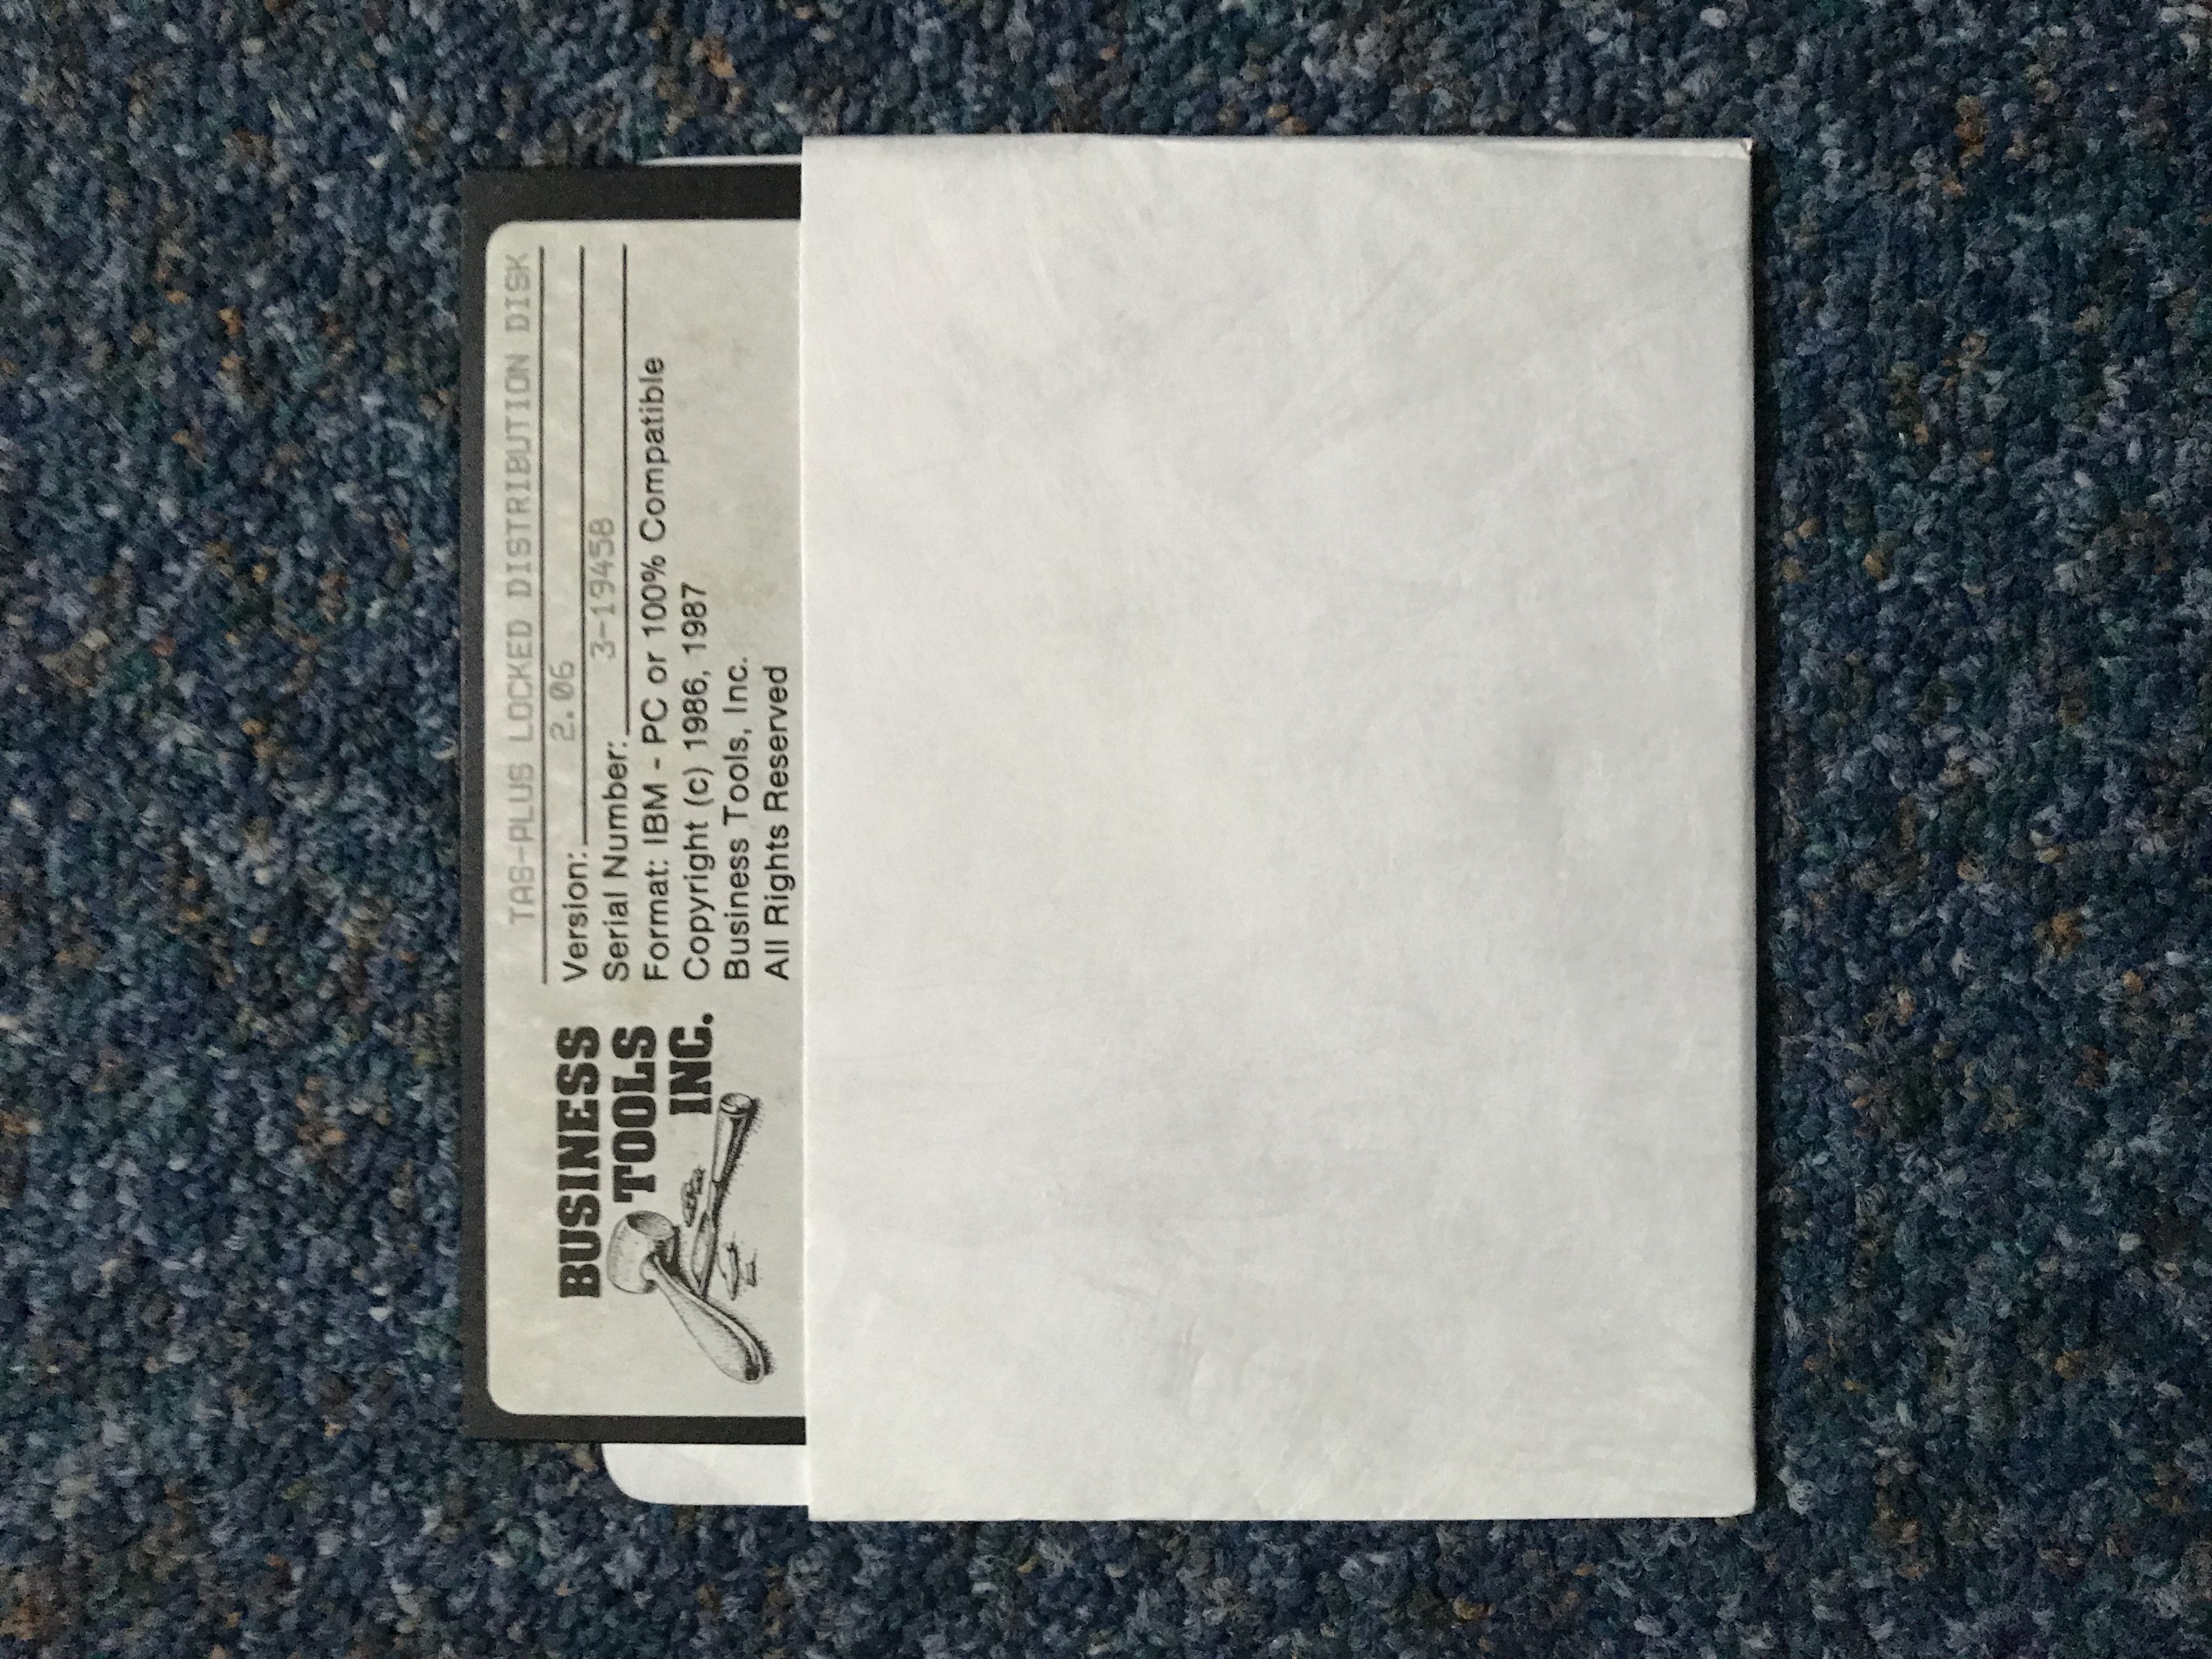 BUSINESS
TOOLS
INC.
TAS-PLUS LOCKED DISTRIBUTION DISK
Version: 2.06
Serial Number: 3-19458
Format: IBM - PC or 100% Compatible
Copyright (c) 1986, 1987
Business Tools, Inc.
All Rights Reserved